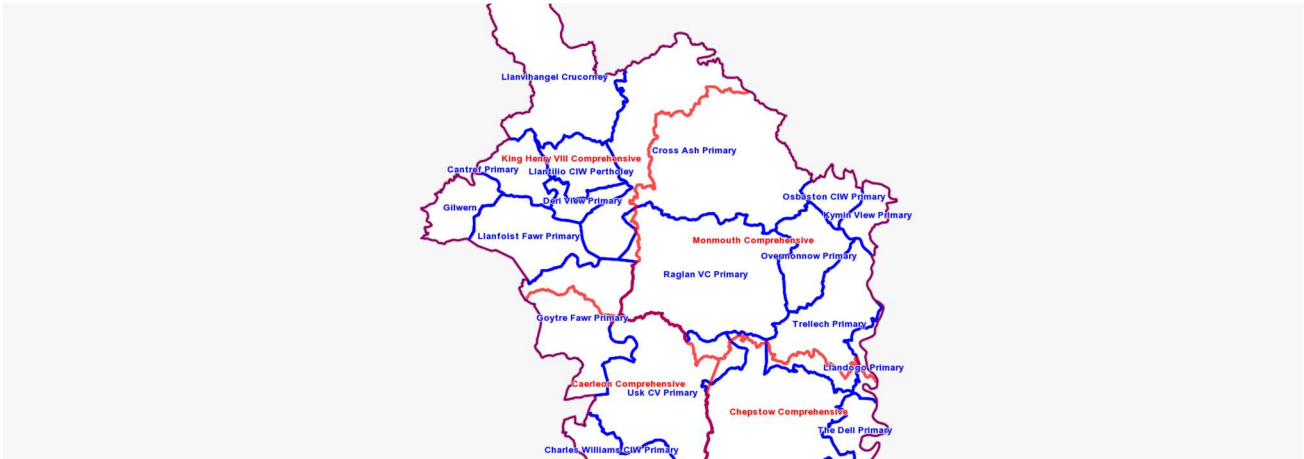 Llanvihangel Crucorney
Cross Ash Primary
King Henry VIII Comprehensive
Cantref Primary
Llantilio CIW Pertholey
Osbaston CIW Primary
Deri View Primary
Gilwern
Kymin View Primary
Llanfoist Fawr Primary
Monmouth Comprehensive
Overmonnow Primary
Raglan VC Primary
Goytre Fawr Primary
Trellech Primary
Llandogo Primary
Caerleon Comprehensive
Usk CV Primary
Chepstow Comprehensive
The Dell Primary
Charles Williams CIW Primary